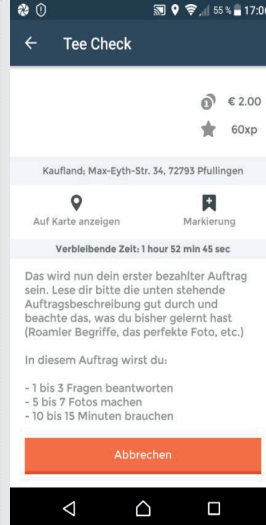 55 % 17:06
Tee Check
€ 2.00
60xp
Kaufland; Max-Eyth-Str. 34, 72793 Pfullingen
Auf Karte anzeigen Markierung
Verbleibende Zeit: 1 hour 52 min 45 sec
Das wird nun dein erster bezahlter Auftrag
sein. Lese dir bitte die unten stehende
Auftragsbeschreibung gut durch und
beachte das, was du bisher gelernt hast
(Roamler Begriffe, das perfekte Foto, etc.)
In diesem Auftrag wirst du:
- 1 bis 3 Fragen beantworten
- 5 bis 7 Fotos machen
- 10 bis 15 Minuten brauchen
Abbrechen